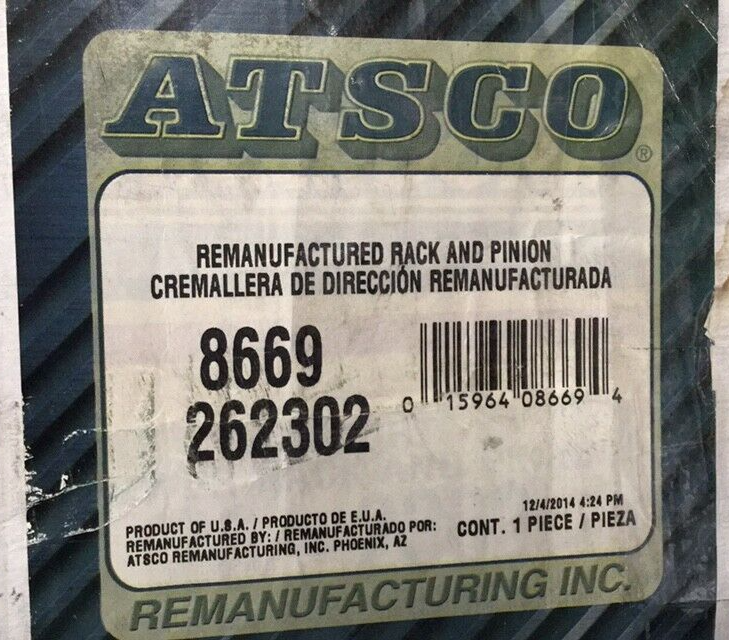 ATSCO®
REMANUFACTURED RACK AND PINION
CREMALLERA DE DIRECCIÓN REMANUFACTURADA
8669
262302
0 15964 08669 4
12/4/2014 4:24 PM
CONT. 1 PIECE / PIEZA
PRODUCT OF U.S.A. / PRODUCTO DE E.U.A.
REMANUFACTURED BY: / REMANUFACTURADO POR:
ATSCO REMANUFACTURING, INC. PHOENIX, AZ
REMANUFACTURING INC.